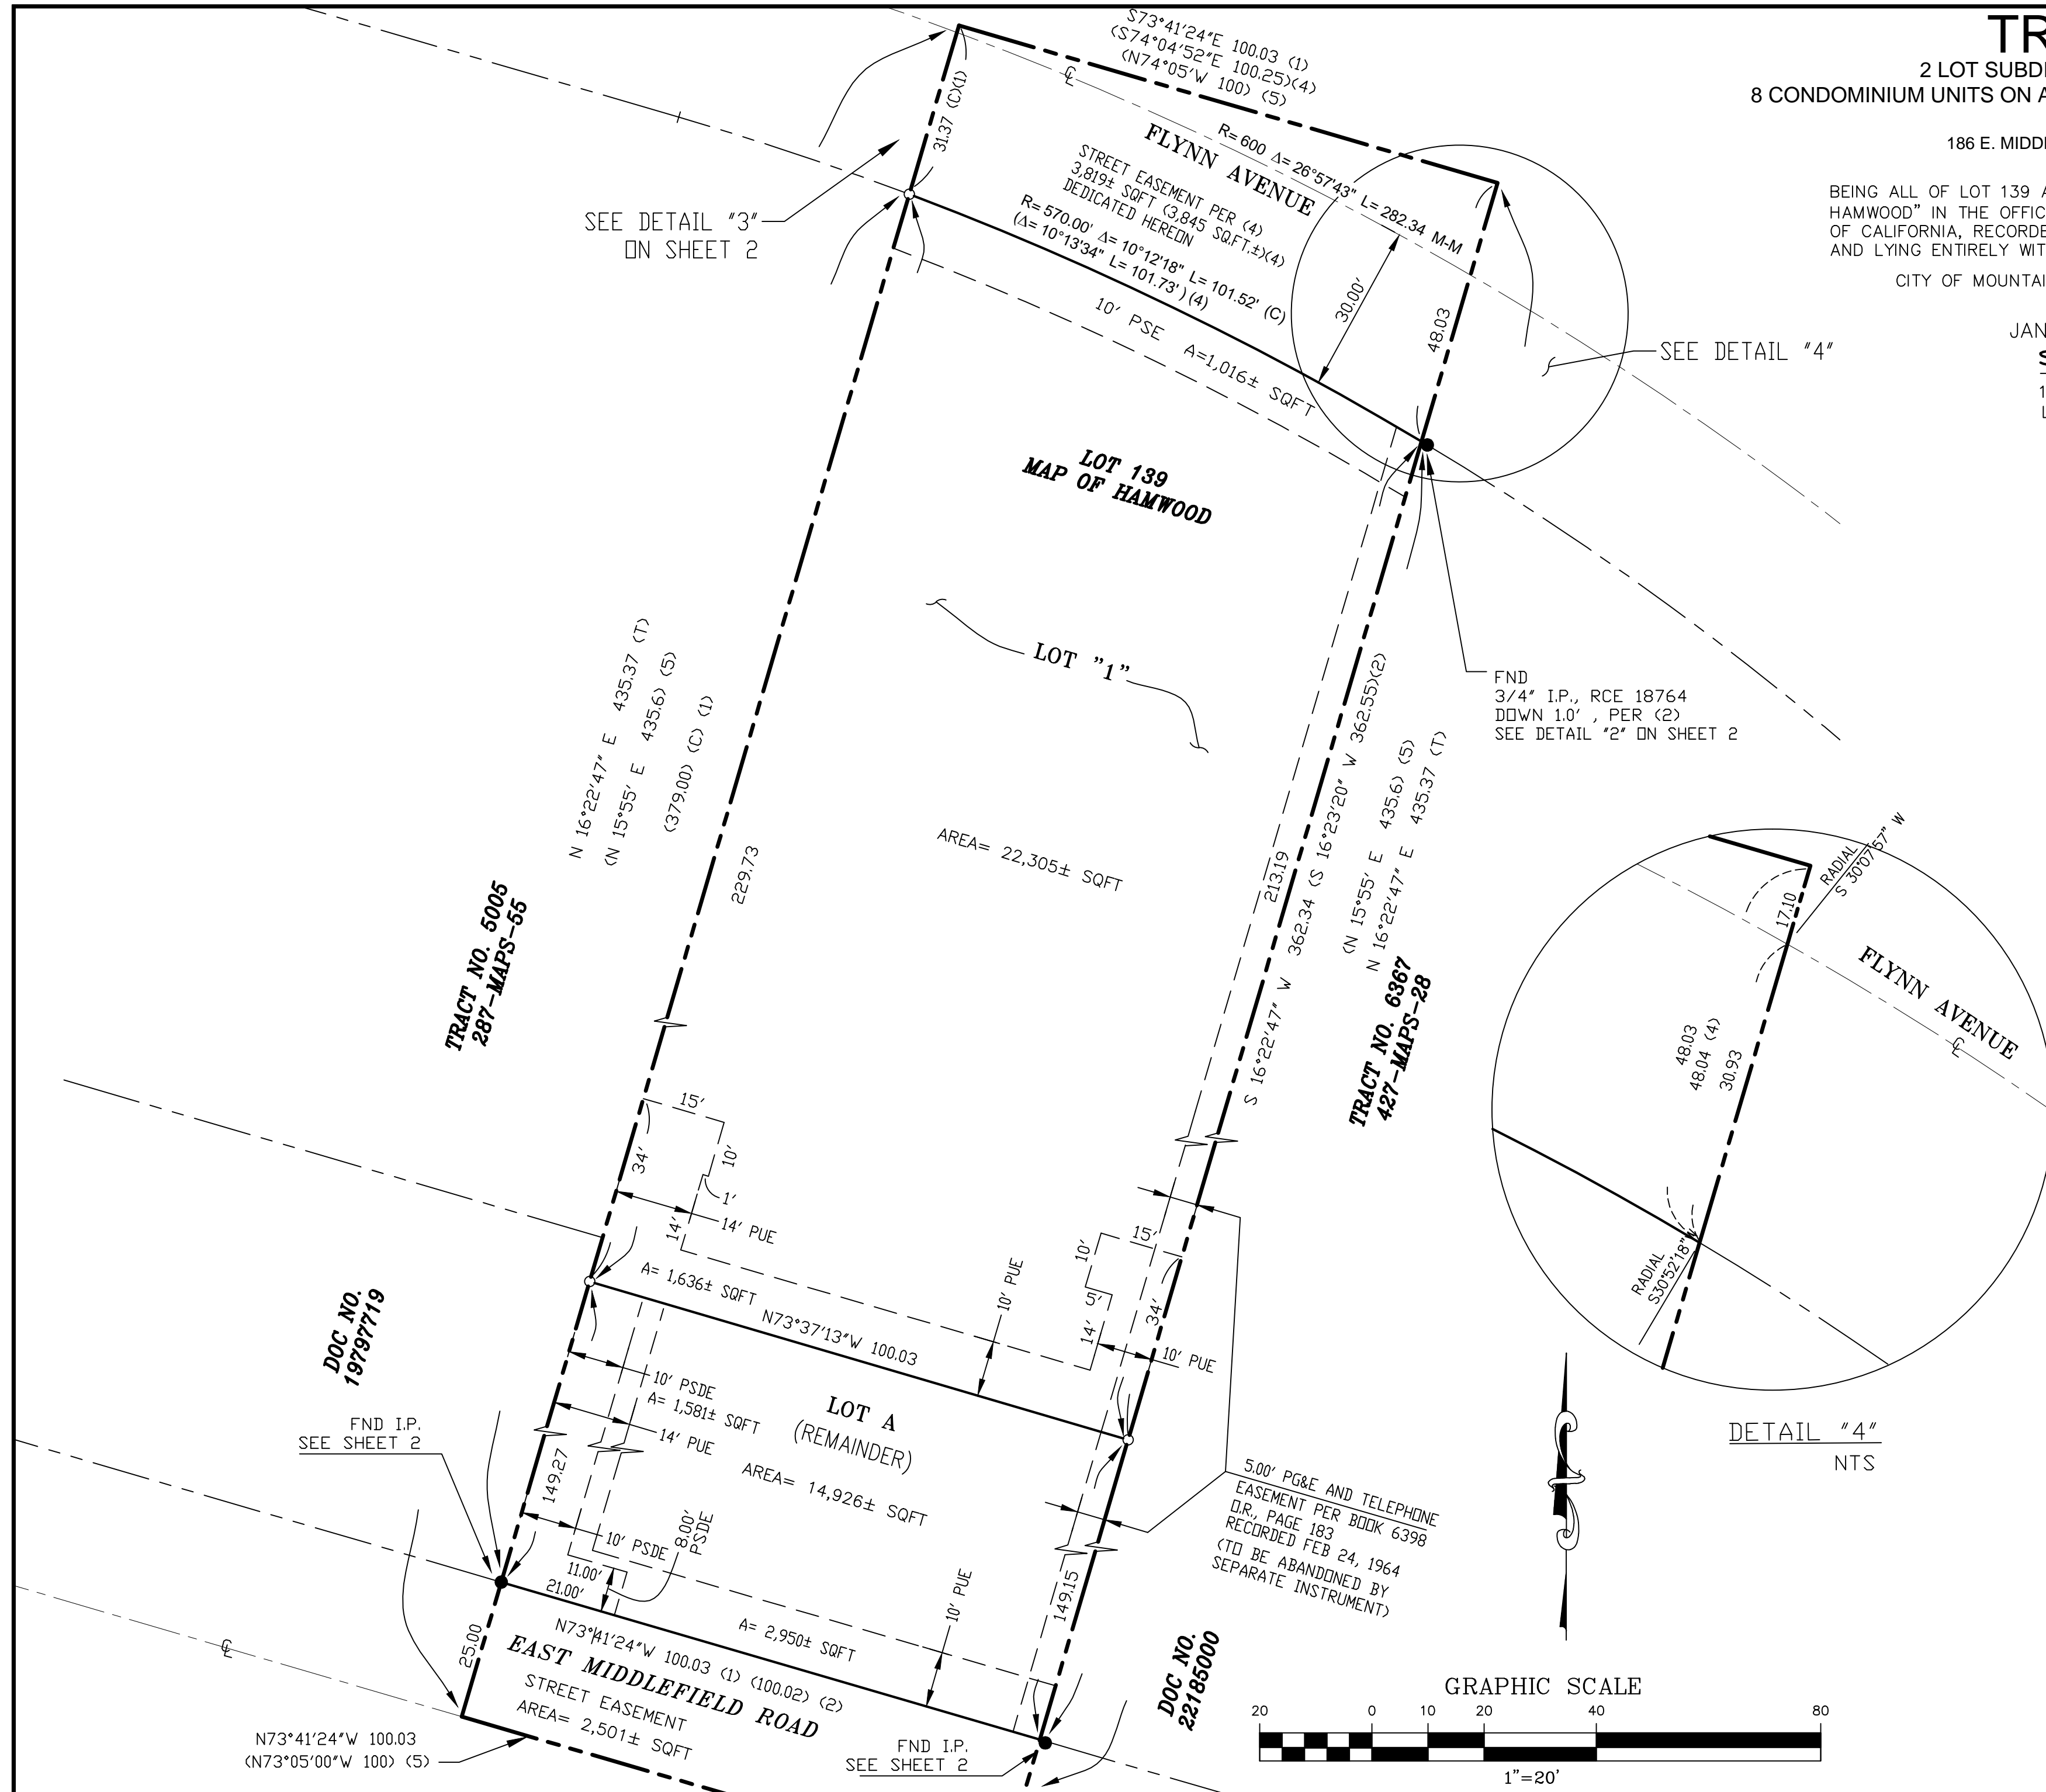 TR
2 LOT SUBD
8 CONDOMINIUM UNITS ON A
186 E. MIDD
BEING ALL OF LOT 139 A
HAMWOOD” IN THE OFFIC
OF CALIFORNIA, RECORDE
AND LYING ENTIRELY WIT
CITY OF MOUNTAI
JAN
S73°41'24"E 100.03 (1)
(S74°04'52"E 100.25)(4)
(N74°05'W 100) (5)
℄
31.37 (C)(1)
FLYNN AVENUE
R= 600 Δ= 26°57'43" L= 282.34 M-M
STREET EASEMENT PER (4)
3,819± SQFT (3,845 SQ.FT.±)(4)
DEDICATED HEREON
R= 570.00' Δ= 10°12'18" L= 101.52' (C)
(Δ= 10°13'34" L= 101.73' ) (4)
30.00'
48.03
10' PSE A=1,016± SQFT
SEE DETAIL "3"
ON SHEET 2
SEE DETAIL "4"
LOT 139
MAP OF HAMWOOD
LOT "1"
AREA= 22,305± SQFT
FND
3/4" I.P., RCE 18764
DOWN 1.0' , PER (2)
SEE DETAIL "2" ON SHEET 2
N 16°22'47" E 435.37 (T)
(N 15°55' E 435.6) (5)
(379.00) (C) (1)
229.73
213.19
S 16°22'47" W 362.34 (S 16°23'20" W 362.55)(2)
(N 15°55' E 435.6) (5)
N 16°22'47" E 435.37 (T)
TRACT NO. 5005
287-MAPS-55
TRACT NO. 6367
427-MAPS-28
RADIAL
S 30°07'57" W
17.10
FLYNN AVENUE
℄
48.03
48.04 (4)
30.93
RADIAL
S30°52'18"W
DETAIL "4"
NTS
15'
10'
34'
1'
14'
14' PUE
A= 1,636± SQFT
N73°37'13"W 100.03
10' PUE
15'
10'
5'
14'
34'
10' PUE
DOC NO.
19797719
10' PSDE
A= 1,581± SQFT
14' PUE
LOT A
(REMAINDER)
AREA= 14,926± SQFT
FND I.P.
SEE SHEET 2
149.27
10' PSDE
8.00'
PSDE
11.00'
21.00'
5.00' PG&E AND TELEPHONE
EASEMENT PER BOOK 6398
O.R., PAGE 183
RECORDED FEB 24, 1964
(TO BE ABANDONED BY
SEPARATE INSTRUMENT)
149.15
10' PUE
A= 2,950± SQFT
N73°41'24"W 100.03 (1) (100.02) (2)
EAST MIDDLEFIELD ROAD
STREET EASEMENT
AREA= 2,501± SQFT
25.00
℄
N73°41'24"W 100.03
(N73°05'00"W 100) (5)
FND I.P.
SEE SHEET 2
DOC NO.
22185000
GRAPHIC SCALE
20 0 10 20 40 80
1"=20'